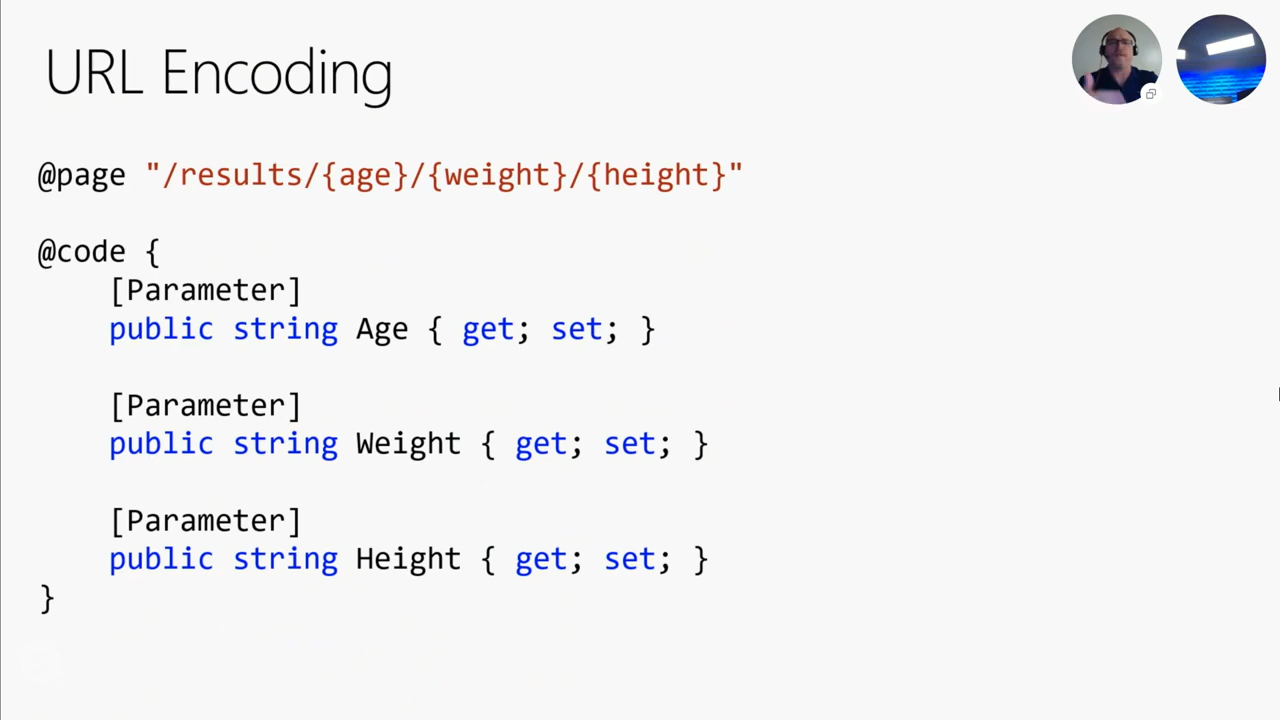 URL Encoding
@page "/results/{age}/{weight}/{height}"
@code {
[Parameter]
public string Age { get; set; }
[Parameter]
public string Weight { get; set; }
[Parameter]
public string Height { get; set; }
}